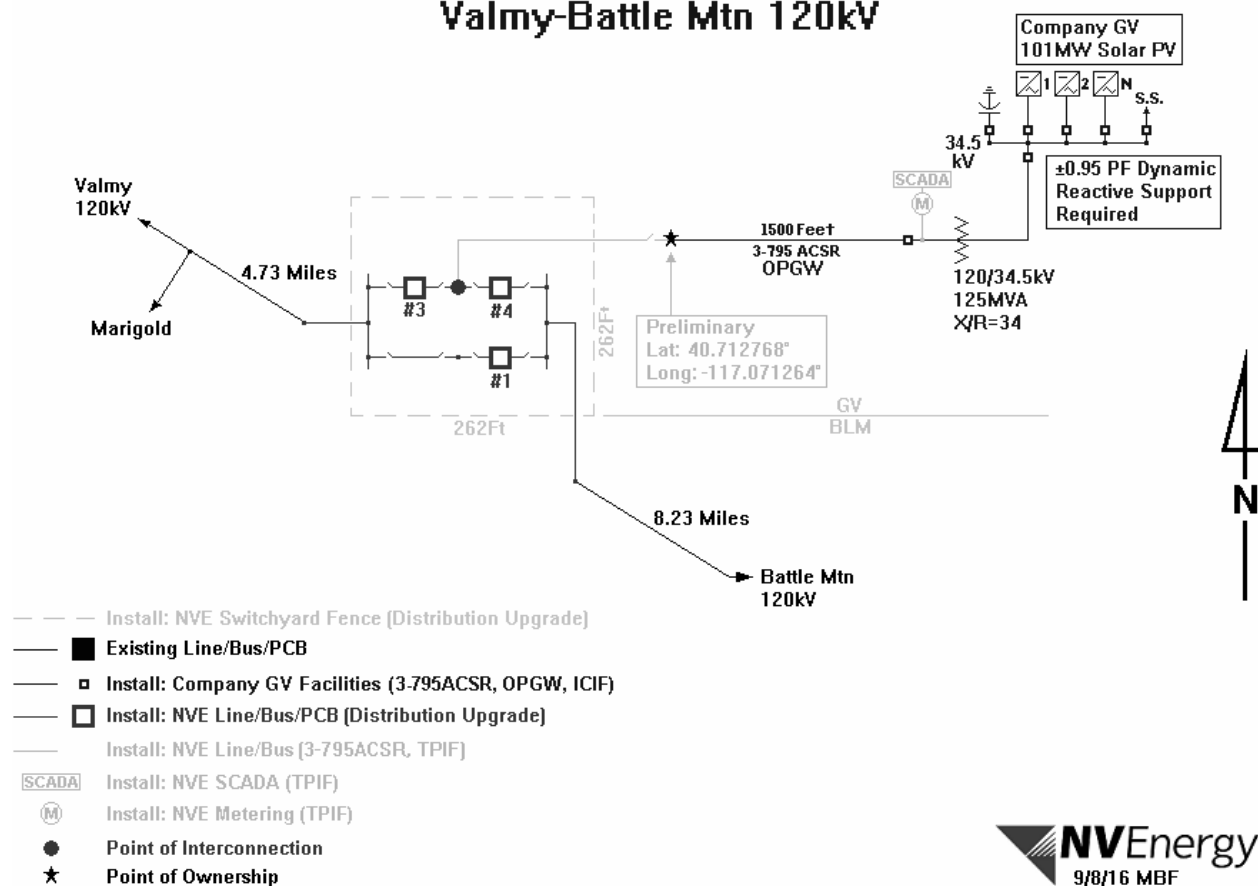 Valmy-Battle Mtn 120kV
Company GV
101MW Solar PV
1
2
N
S.S.
34.5
kV
±0.95 PF Dynamic
Reactive Support
Required
SCADA
M
Valmy
120kV
4.73 Miles
Marigold
1500 Feet
3-795 ACSR
OPGW
120/34.5kV
125MVA
X/R=34
#3
#4
#1
262Ft
262Ft
Preliminary
Lat: 40.712768°
Long: -117.071264°
GV
BLM
N
8.23 Miles
Battle Mtn
120kV
Install: NVE Switchyard Fence (Distribution Upgrade)
Existing Line/Bus/PCB
Install: Company GV Facilities (3-795ACSR, OPGW, ICIF)
Install: NVE Line/Bus/PCB (Distribution Upgrade)
Install: NVE Line/Bus (3-795ACSR, TPIF)
SCADA Install: NVE SCADA (TPIF)
M Install: NVE Metering (TPIF)
Point of Interconnection
Point of Ownership
NVEnergy
9/8/16 MBF